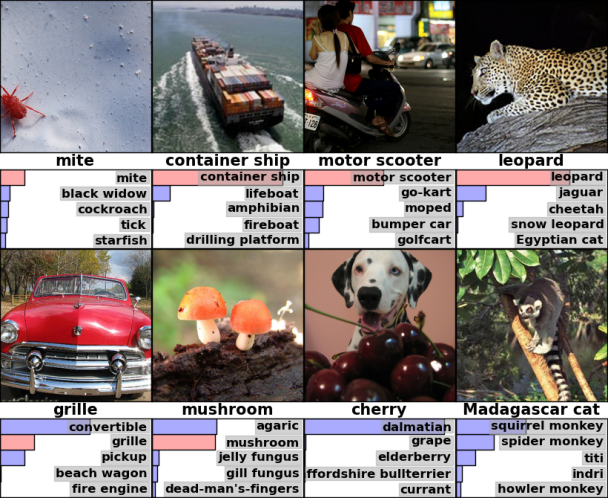 mite
container ship
motor scooter
leopard
mite
black widow
cockroach
tick
starfish
container ship
lifeboat
amphibian
fireboat
drilling platform
motor scooter
go-kart
moped
bumper car
golfcart
leopard
jaguar
cheetah
snow leopard
Egyptian cat
grille
mushroom
cherry
Madagascar cat
convertible
grille
pickup
beach wagon
fire engine
agaric
mushroom
jelly fungus
gill fungus
dead-man's-fingers
dalmatian
grape
elderberry
ffordshire bullterrier
currant
squirrel monkey
spider monkey
titi
indri
howler monkey